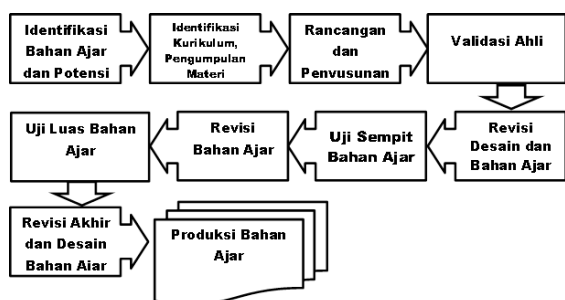 Identifikasi
Bahan Ajar
dan Potensi
Identifikasi
Kurikulum,
Pengumpulan
Materi
Rancangan
dan
Penyusunan
Validasi Ahli
Uji Luas Bahan
Ajar
Revisi
Bahan Ajar
Uji Sempit
Bahan Ajar
Revisi
Desain dan
Bahan Ajar
Revisi Akhir
dan Desain
Bahan Ajar
Produksi Bahan
Ajar